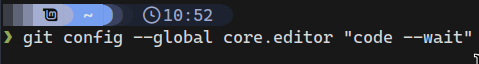 ~ 10:52
❯ git config --global core.editor "code --wait"